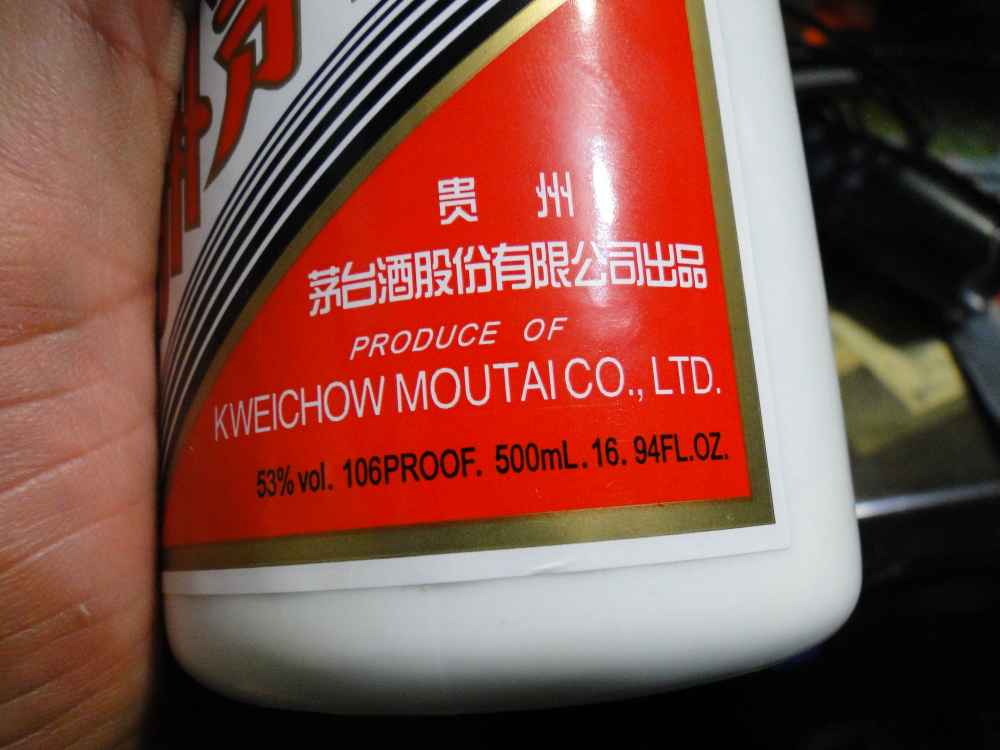 贵州
茅台酒股份有限公司出品
PRODUCE OF
KWEICHOW MOUTAI CO., LTD.
53% vol. 106PROOF. 500mL. 16. 94FL.OZ.